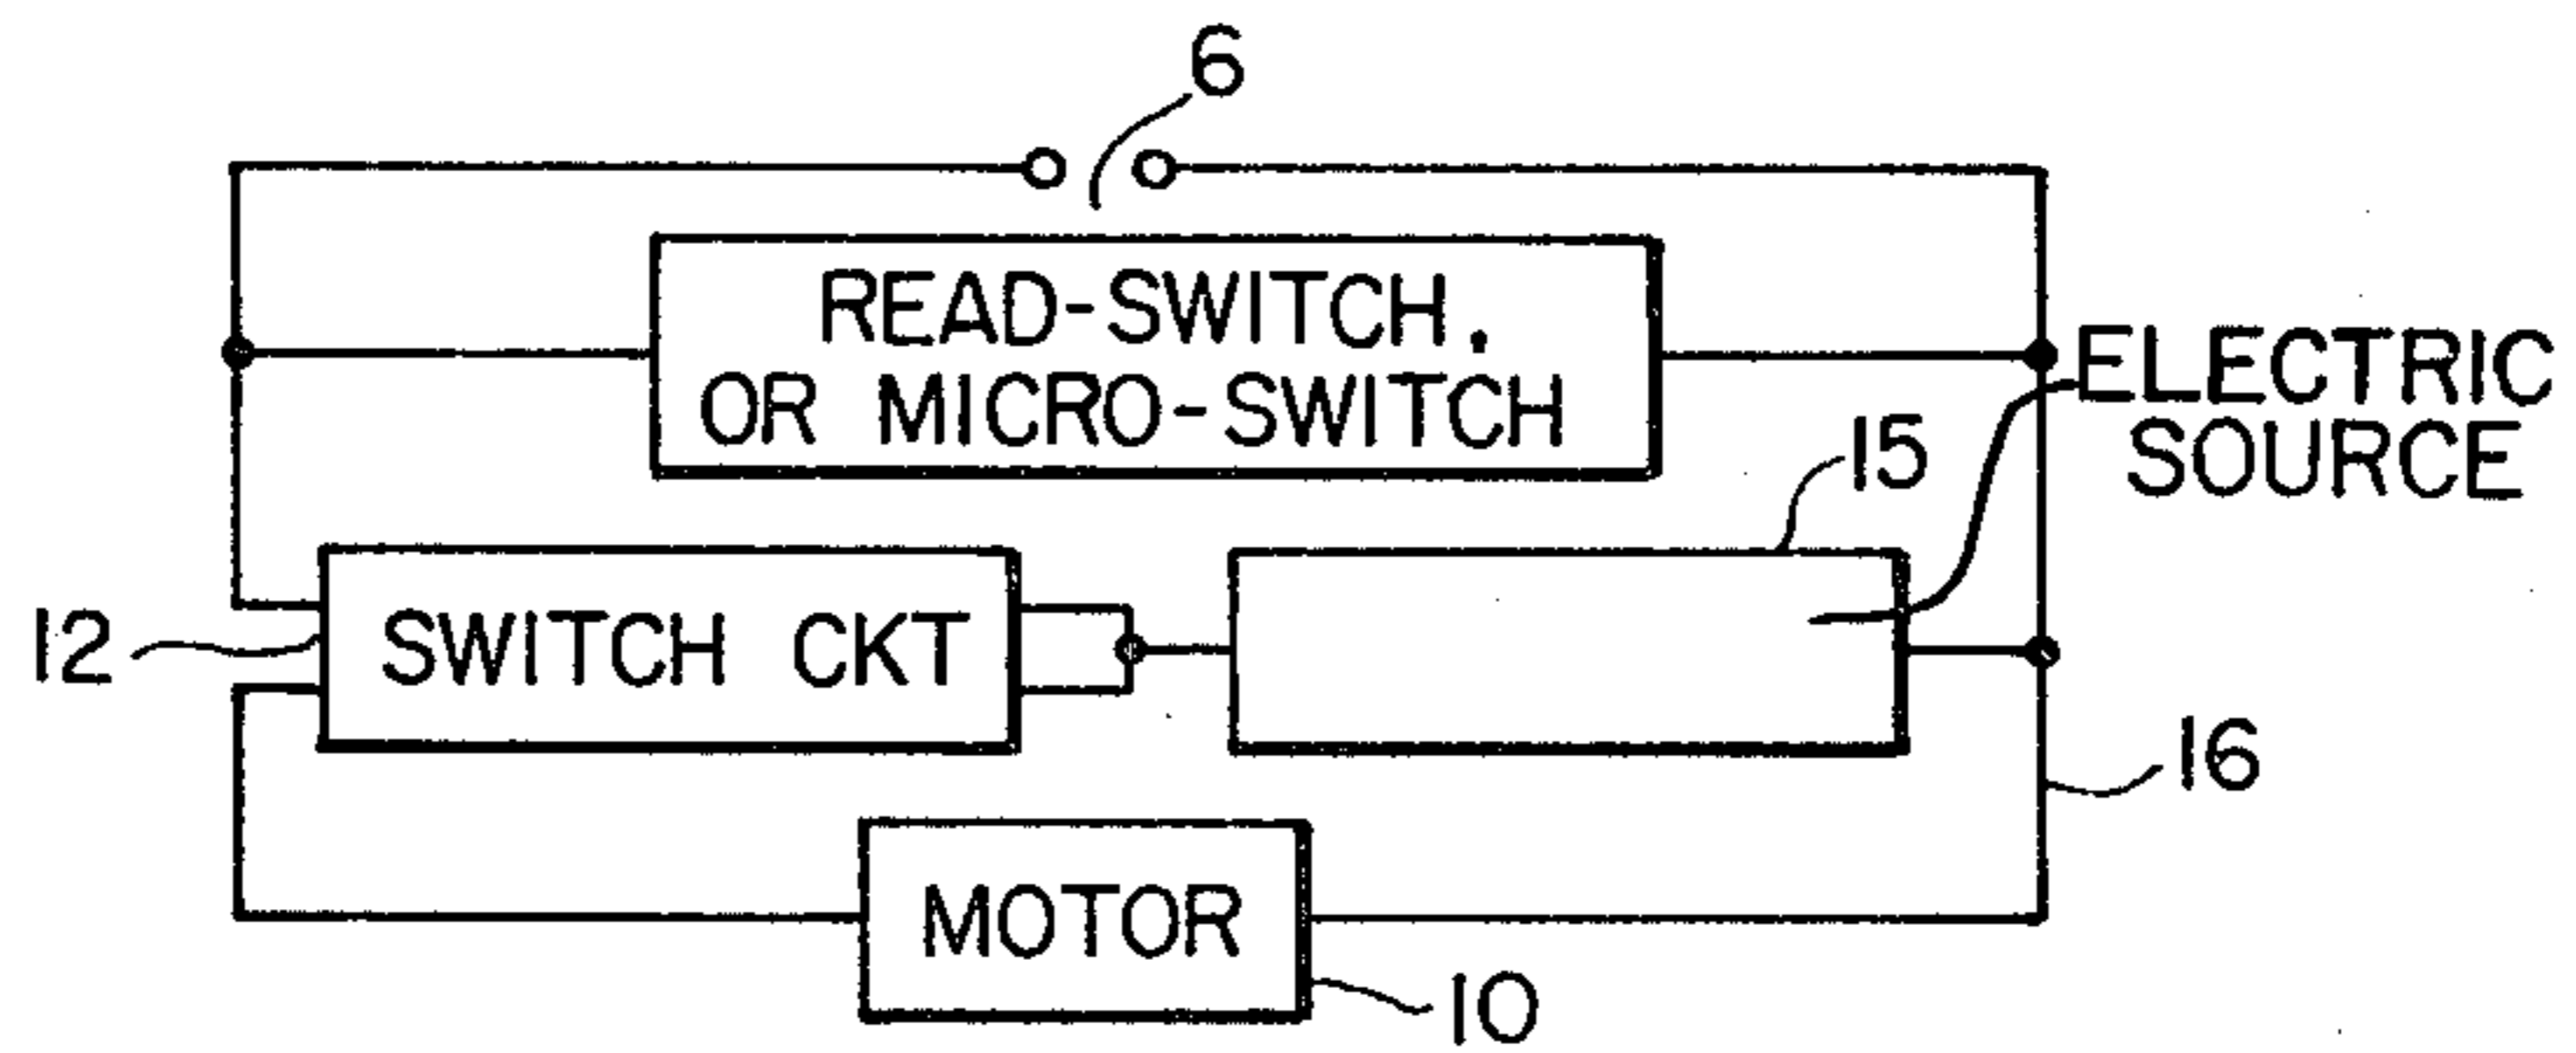 6
READ-SWITCH.
OR MICRO-SWITCH
ELECTRIC
SOURCE
15
12
SWITCH CKT
16
MOTOR
10